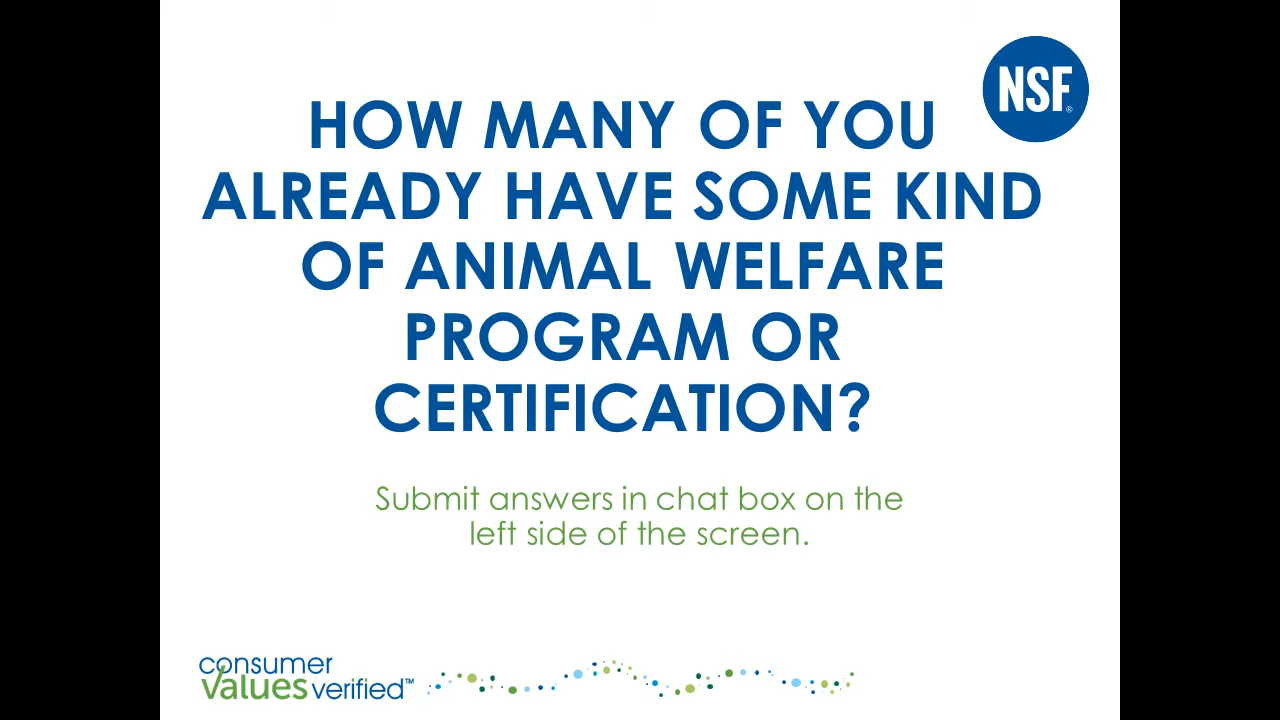 NSF®
HOW MANY OF YOU
ALREADY HAVE SOME KIND
OF ANIMAL WELFARE
PROGRAM OR
CERTIFICATION?
Submit answers in chat box on the
left side of the screen.
consumer
values verified™